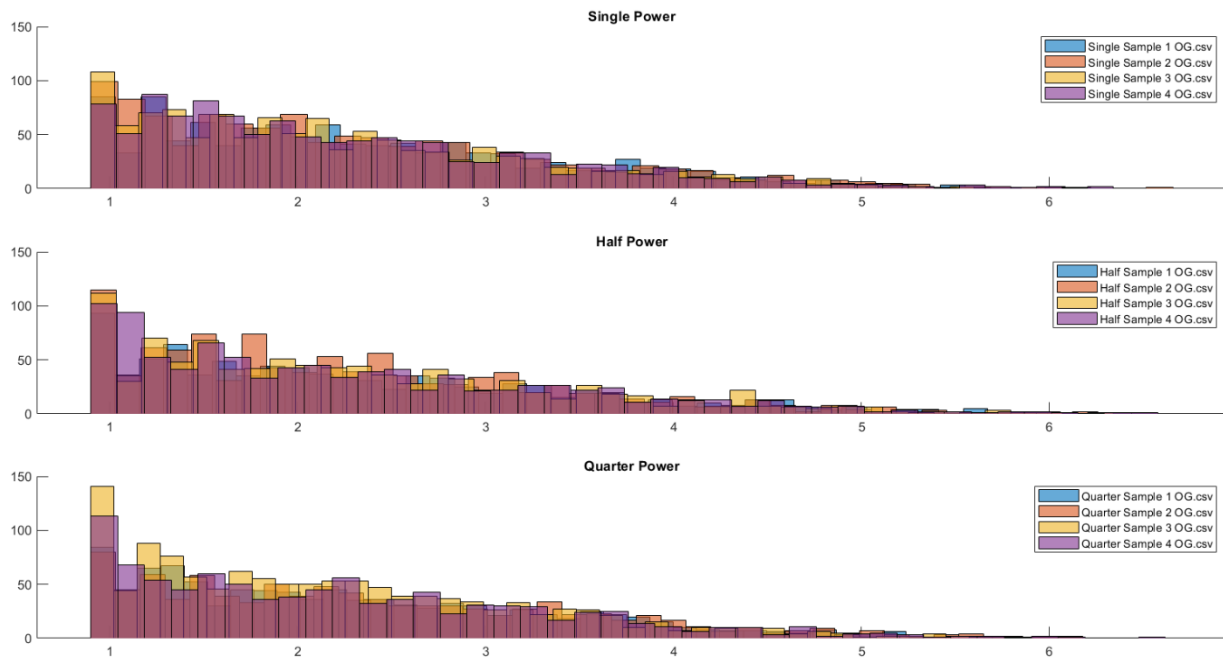 Single Power
150
100
50
0
1 2 3 4 5 6
Single Sample 1 OG.csv
Single Sample 2 OG.csv
Single Sample 3 OG.csv
Single Sample 4 OG.csv
Half Power
150
100
50
0
1 2 3 4 5 6
Half Sample 1 OG.csv
Half Sample 2 OG.csv
Half Sample 3 OG.csv
Half Sample 4 OG.csv
Quarter Power
150
100
50
0
1 2 3 4 5 6
Quarter Sample 1 OG.csv
Quarter Sample 2 OG.csv
Quarter Sample 3 OG.csv
Quarter Sample 4 OG.csv